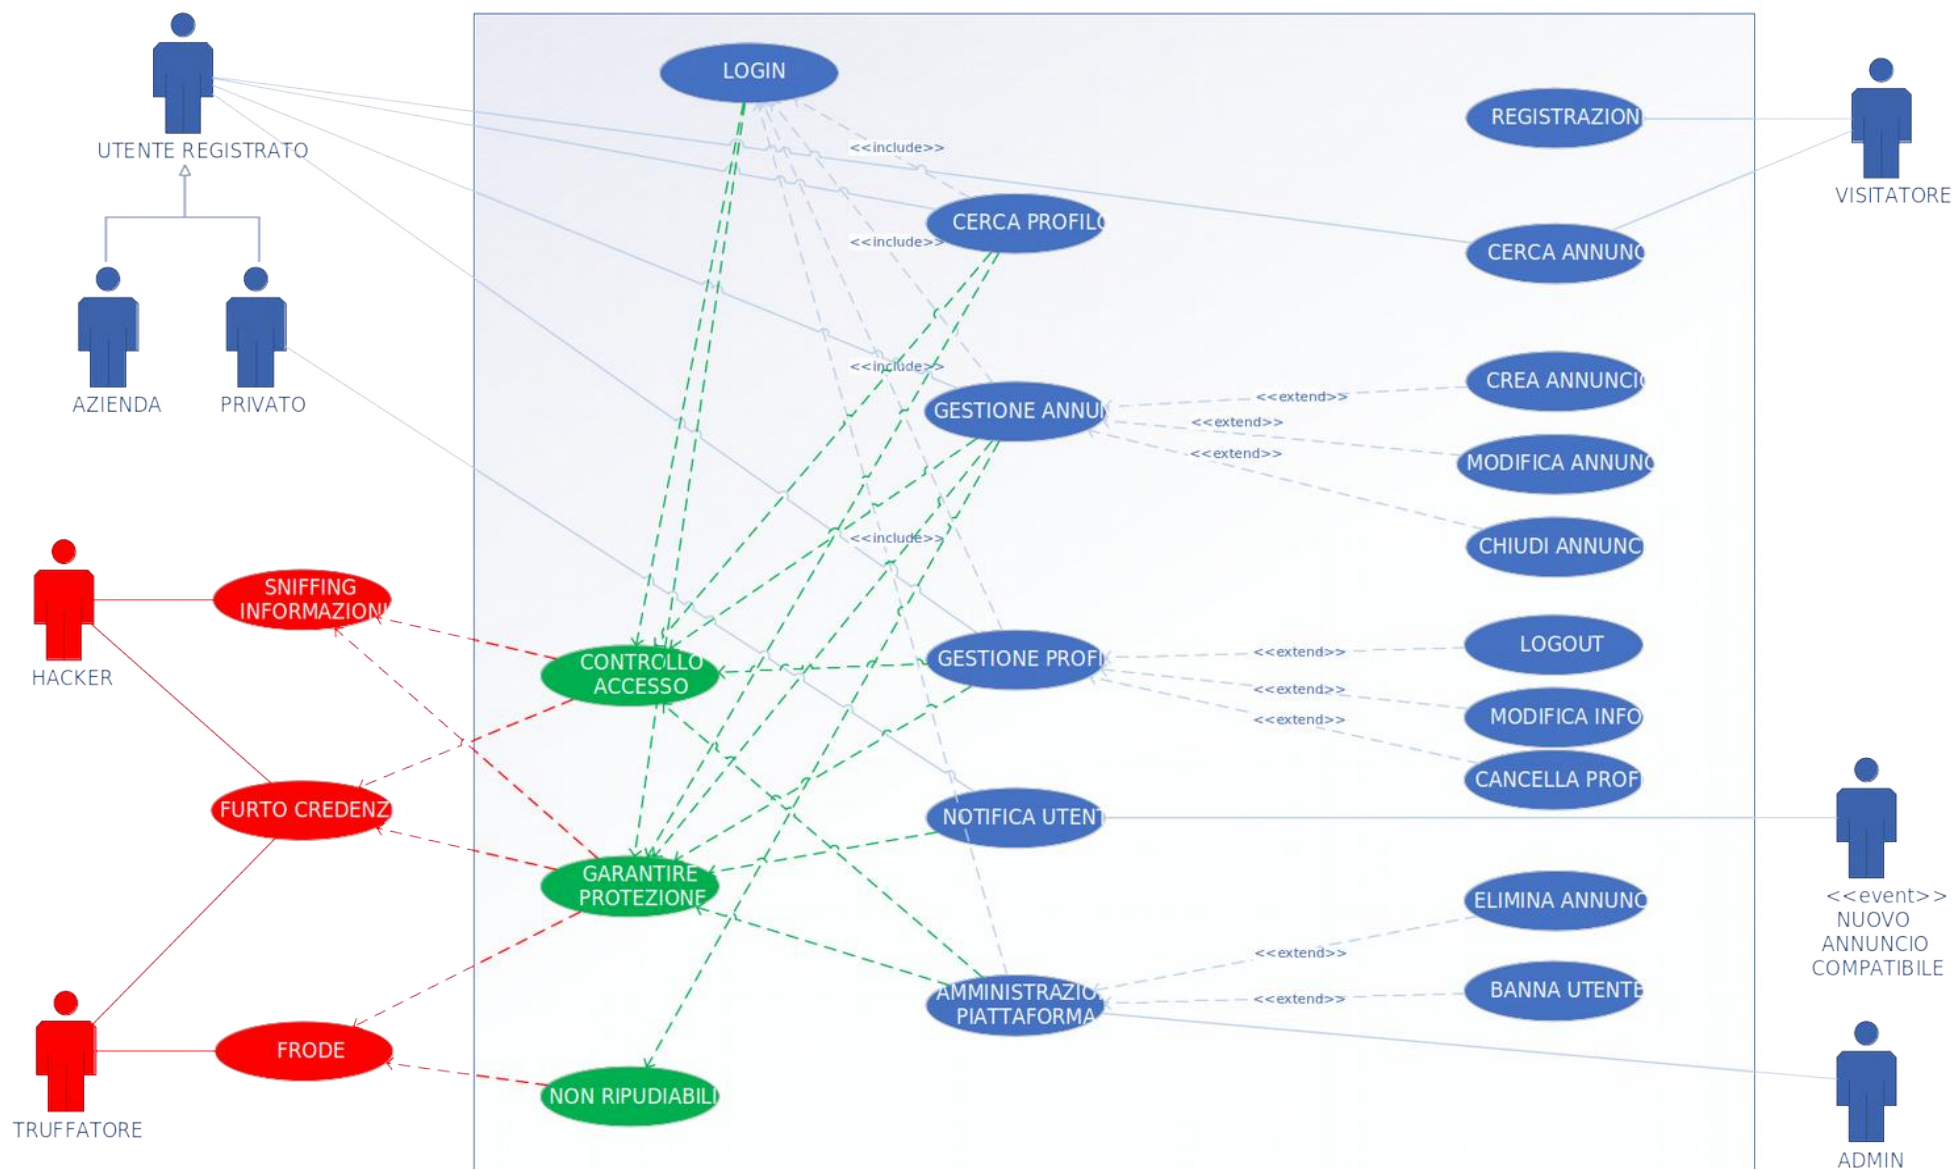 LOGIN
REGISTRAZION
UTENTE REGISTRATO
<<include>>
VISITATORE
CERCA PROFILO
<<include>>
CERCA ANNUNC
<<include>>
CREA ANNUNCIO
<<extend>>
AZIENDA
PRIVATO
GESTIONE ANNUN
<<extend>>
<<extend>>
MODIFICA ANNUNC
<<include>>
CHIUDI ANNUNC
SNIFFING
INFORMAZIONI
HACKER
CONTROLLO
ACCESSO
GESTIONE PROFI
<<extend>>
LOGOUT
<<extend>>
<<extend>>
MODIFICA INFO
CANCELLA PROF
FURTO CREDENZ
NOTIFICA UTENT
GARANTIRE
PROTEZIONE
ELIMINA ANNUNC
<<event>>
NUOVO
ANNUNCIO
COMPATIBILE
<<extend>>
AMMINISTRAZIO
PIATTAFORMA
<<extend>>
BANNA UTENTE
FRODE
NON RIPUDIABILI
TRUFFATORE
ADMIN